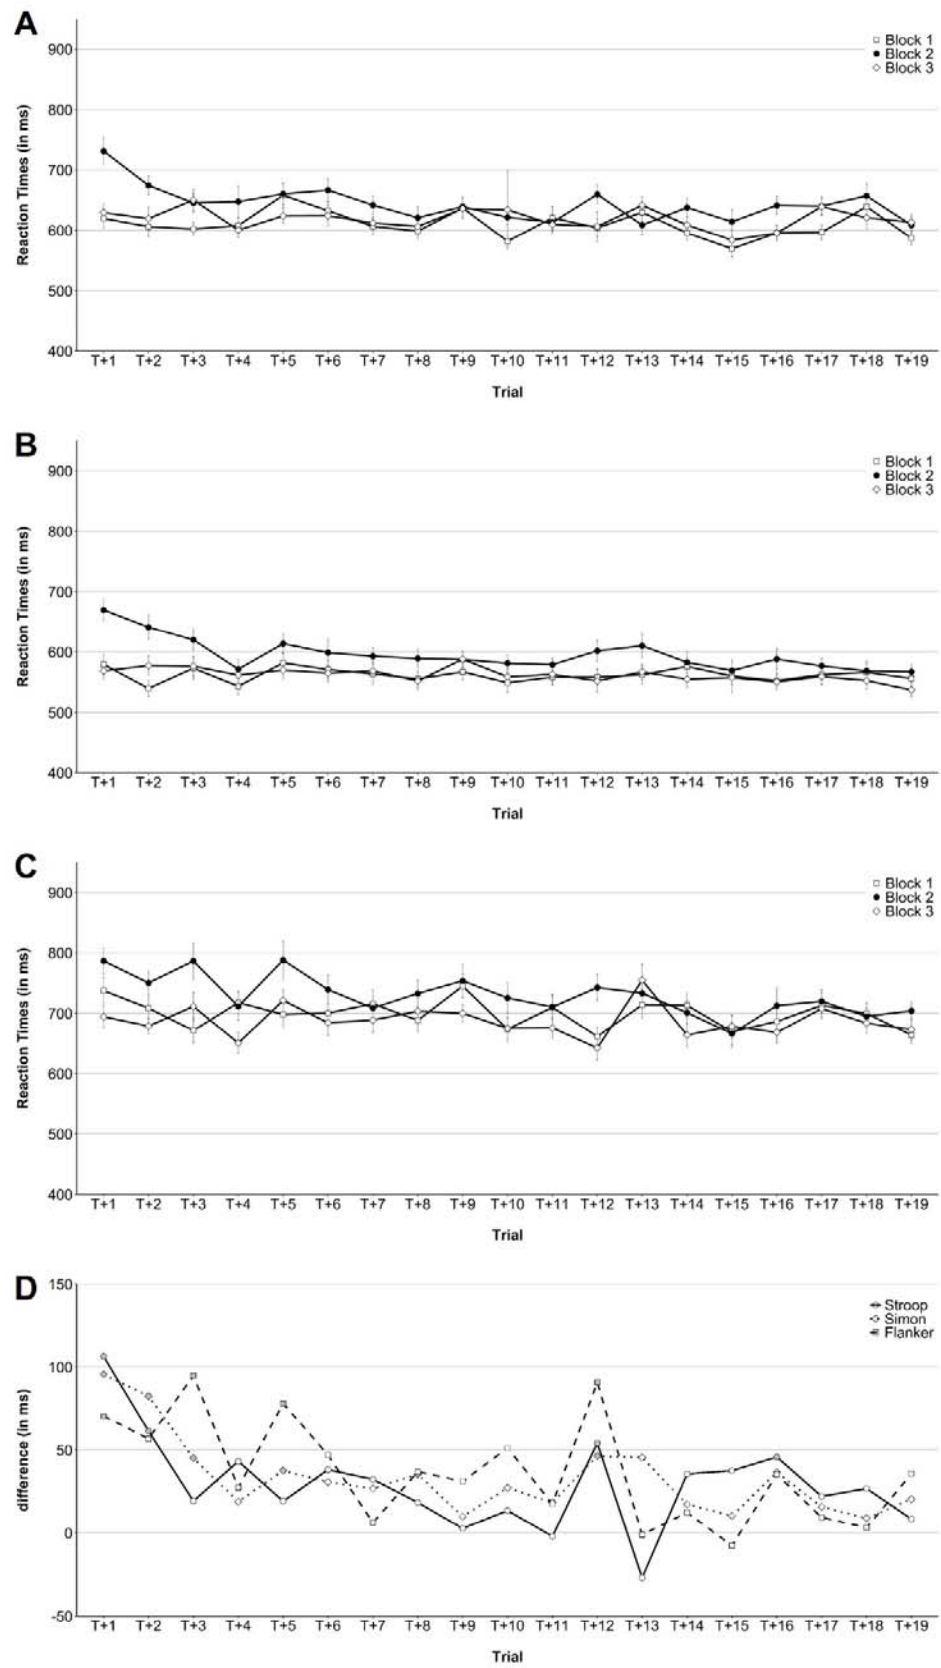 A
Block 1
Block 2
Block 3
Reaction Times (in ms)
900
800
700
600
500
400
T+1 T+2 T+3 T+4 T+5 T+6 T+7 T+8 T+9 T+10 T+11 T+12 T+13 T+14 T+15 T+16 T+17 T+18 T+19
Trial
B
Block 1
Block 2
Block 3
Reaction Times (in ms)
900
800
700
600
500
400
T+1 T+2 T+3 T+4 T+5 T+6 T+7 T+8 T+9 T+10 T+11 T+12 T+13 T+14 T+15 T+16 T+17 T+18 T+19
Trial
C
Block 1
Block 2
Block 3
Reaction Times (in ms)
900
800
700
600
500
400
T+1 T+2 T+3 T+4 T+5 T+6 T+7 T+8 T+9 T+10 T+11 T+12 T+13 T+14 T+15 T+16 T+17 T+18 T+19
Trial
D
Stroop
Simon
Flanker
difference (in ms)
150
100
50
0
-50
T+1 T+2 T+3 T+4 T+5 T+6 T+7 T+8 T+9 T+10 T+11 T+12 T+13 T+14 T+15 T+16 T+17 T+18 T+19
Trial